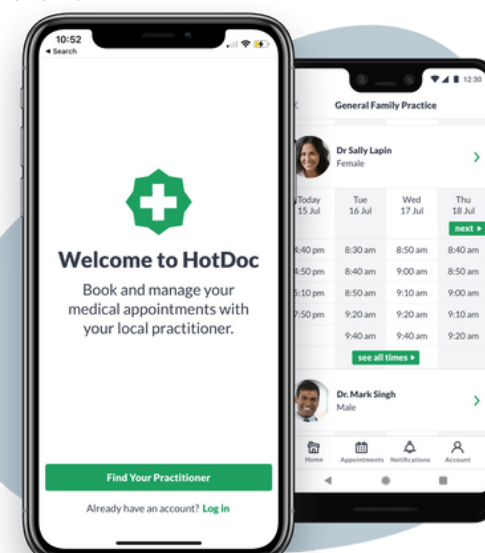 10:52
Search
Welcome to HotDoc
Book and manage your
medical appointments with
your local practitioner.
Find Your Practitioner
Already have an account? Log in
12:30
General Family Practice
Dr Sally Lapin
Female
Today Tue Wed Thu
15 Jul 16 Jul 17 Jul 18 Jul
next
4:40 pm 8:30 am 8:50 am 8:40 am
4:50 pm 8:40 am 9:00 am 8:50 am
5:10 pm 8:50 am 9:10 am 9:00 am
7:50 pm 9:20 am 9:20 am 9:10 am
9:40 am 9:40 am 9:20 am
see all times
Dr. Mark Singh
Male
Home Appointments Notifications Account